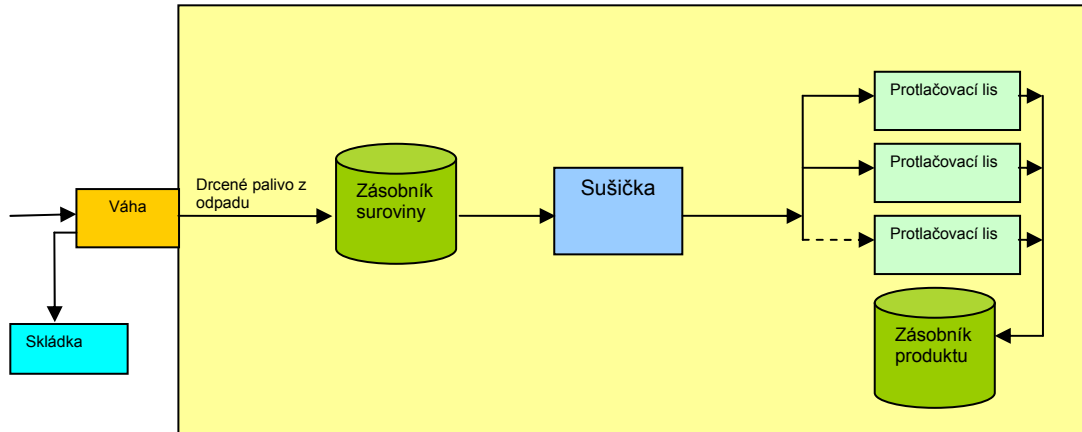 Protlačovací lis
Protlačovací lis
Protlačovací lis
Drcené palivo z
odpadu
Váha
Zásobník
suroviny
Sušička
Skládka
Zásobník
produktu